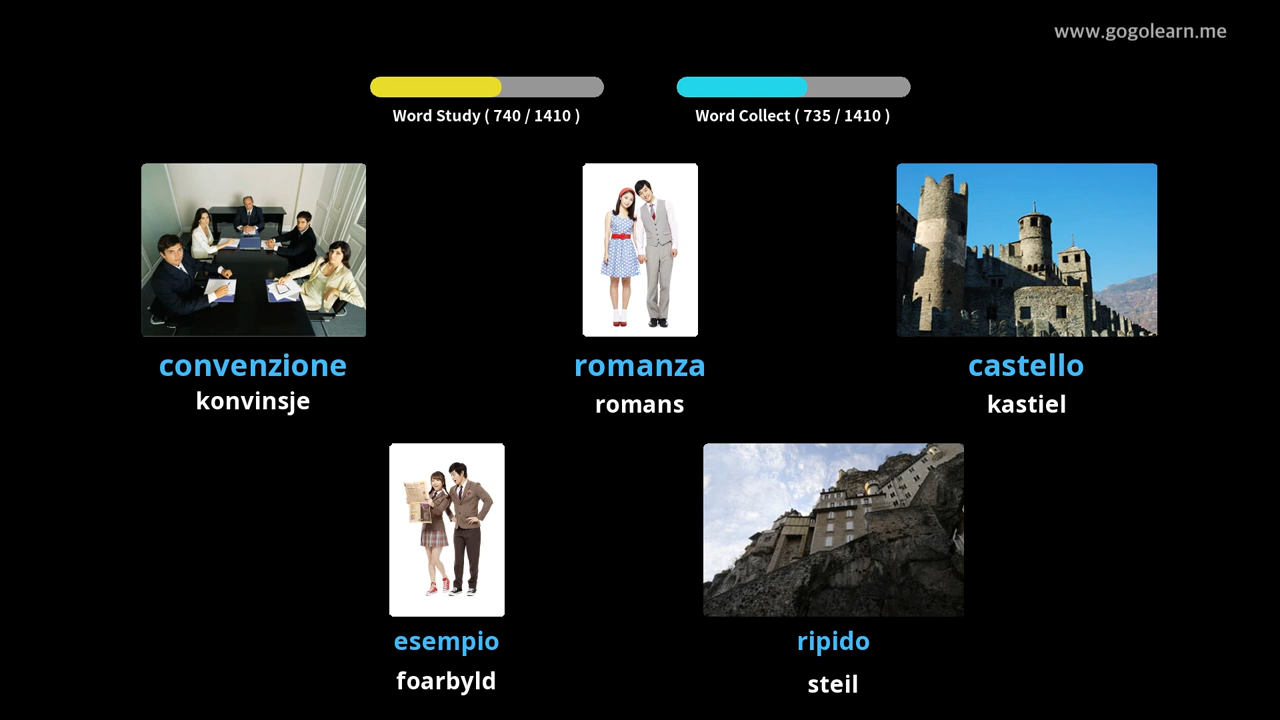 www.gogolearn.me
Word Study ( 740 / 1410 )
Word Collect ( 735 / 1410 )
convenzione
konvinsje
romanza
romans
castello
kastiel
esempio
foarbyld
ripido
steil